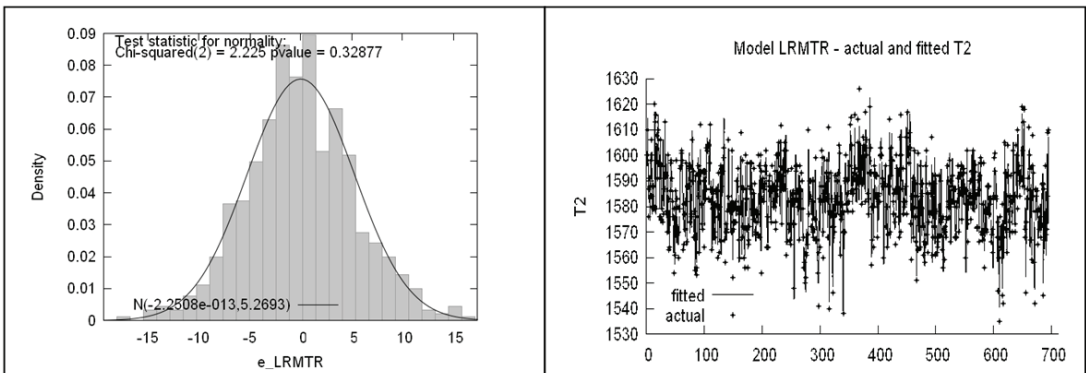 Test statistic for normality:
Chi-squared(2) = 2.225 pvalue = 0.32877
0.09
0.08
0.07
0.06
0.05
0.04
0.03
0.02
0.01
0
Density
N(-2.2508e-013,5.2693)
-15 -10 -5 0 5 10 15
e_LRMTR
Model LRMTR - actual and fitted T2
1630
1620
1610
1600
1590
1580
1570
1560
1550
1540
1530
T2
fitted
actual
0 100 200 300 400 500 600 700